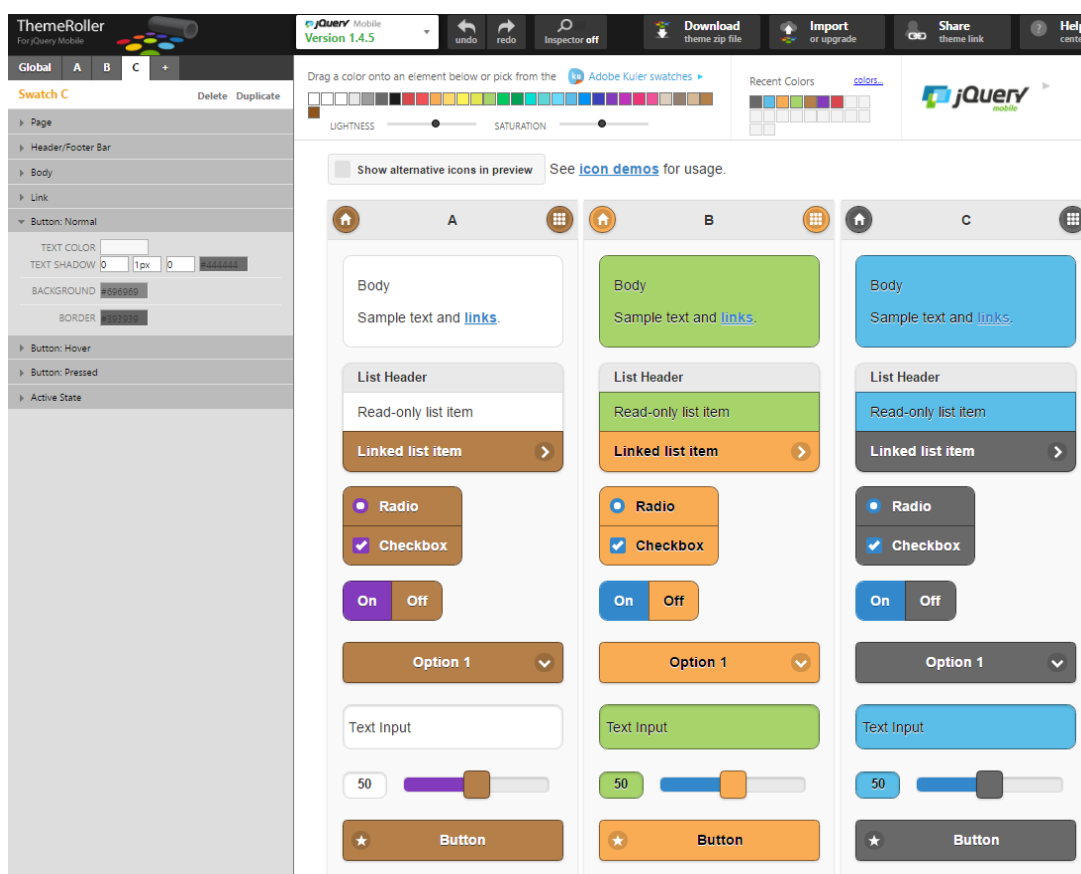 ThemeRoller
For jQuery Mobile
jQuery Mobile
Version 1.4.5
undo
redo
Inspector off
Download
theme zip file
Import
or upgrade
Share
theme link
Help
Global A B C +
Swatch C
Delete Duplicate
Page
Header/Footer Bar
Body
Link
Button: Normal
TEXT COLOR
TEXT SHADOW 0 1px 0 #444444
BACKGROUND #696969
BORDER #393939
Button: Hover
Button: Pressed
Active State
Drag a color onto an element below or pick from the ku Adobe Kuler swatches
LIGHTNESS SATURATION
Recent Colors colors...
jQuery
mobile
Show alternative icons in preview See icon demos for usage.
A
Body
Sample text and links.
List Header
Read-only list item
Linked list item
Radio
Checkbox
On Off
Option 1
Text Input
50
Button
B
Body
Sample text and links.
List Header
Read-only list item
Linked list item
Radio
Checkbox
On Off
Option 1
Text Input
50
Button
C
Body
Sample text and links.
List Header
Read-only list item
Linked list item
Radio
Checkbox
On Off
Option 1
Text Input
50
Button